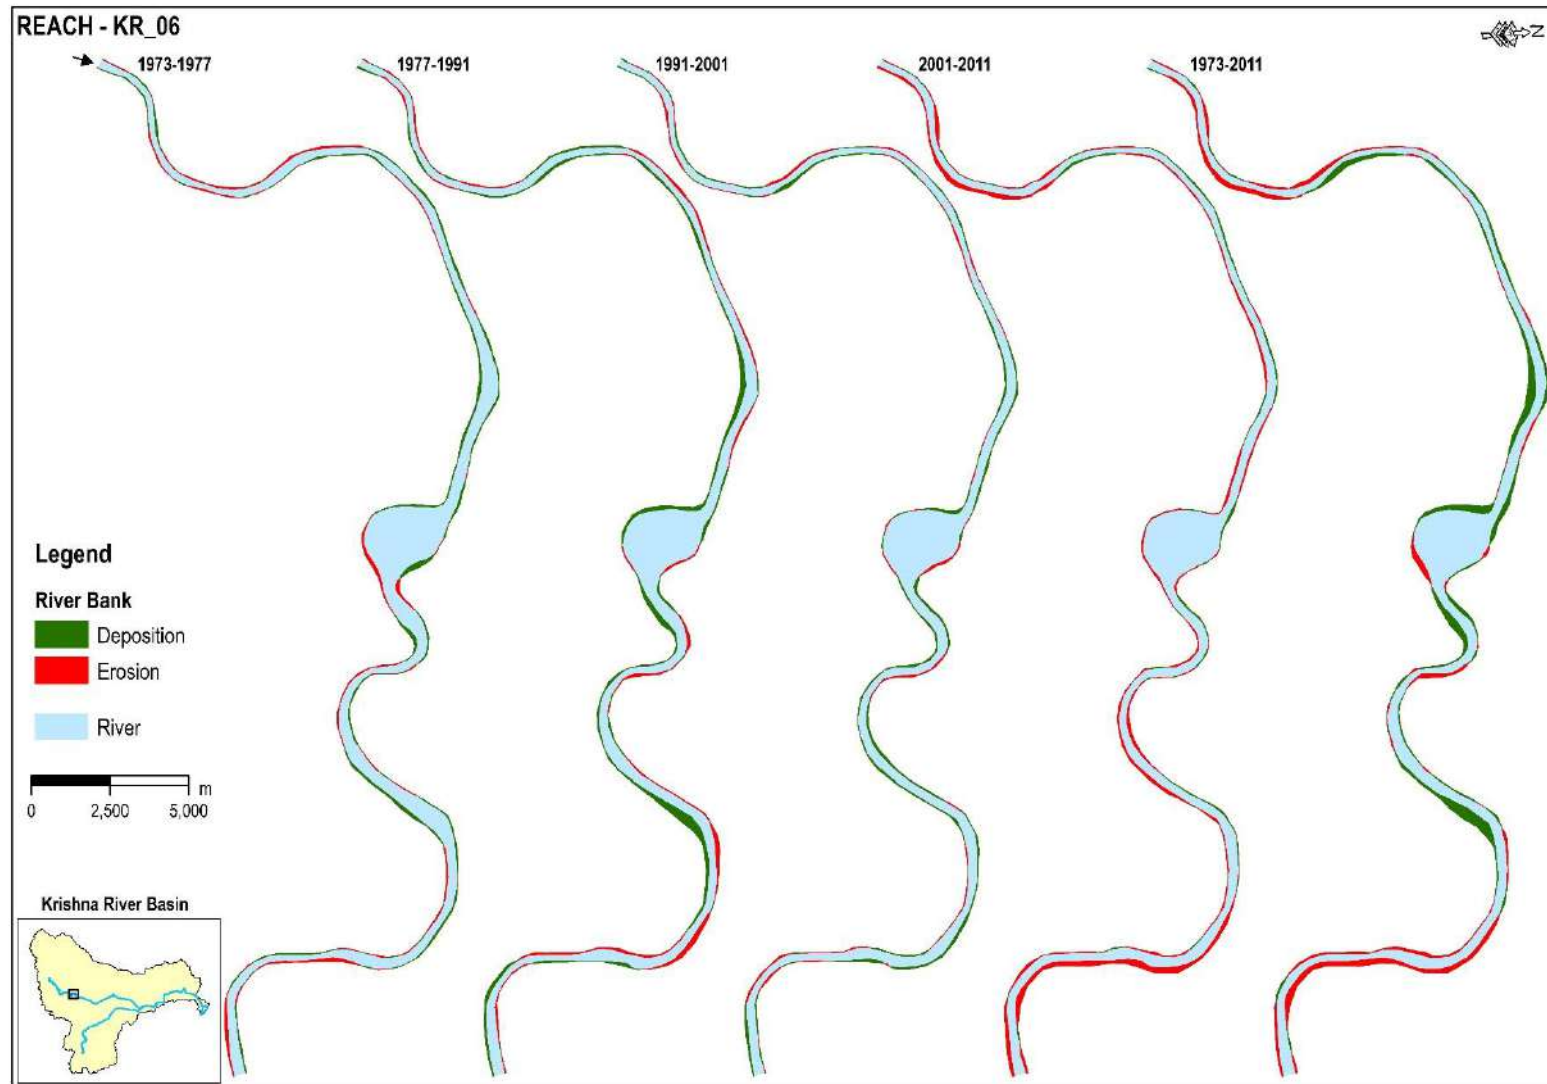 REACH - KR_06
N
1973-1977
1977-1991
1991-2001
2001-2011
1973-2011
Legend
River Bank
Deposition
Erosion
River
m
0 2,500 5,000
Krishna River Basin